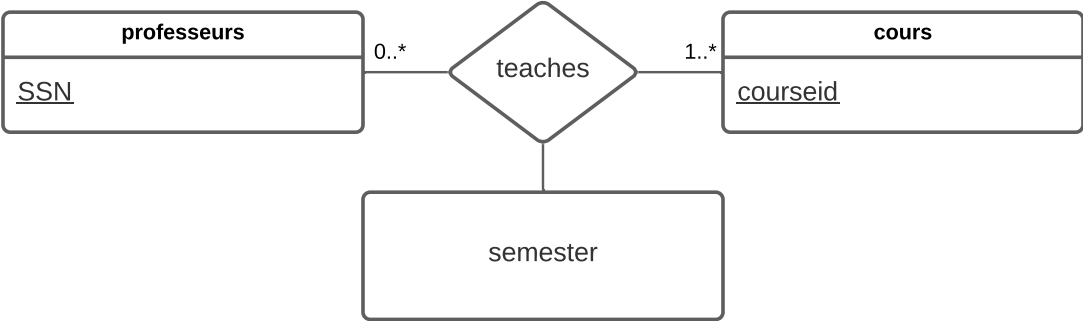 professeurs
0..*
teaches
1..*
cours
SSN
courseid
semester